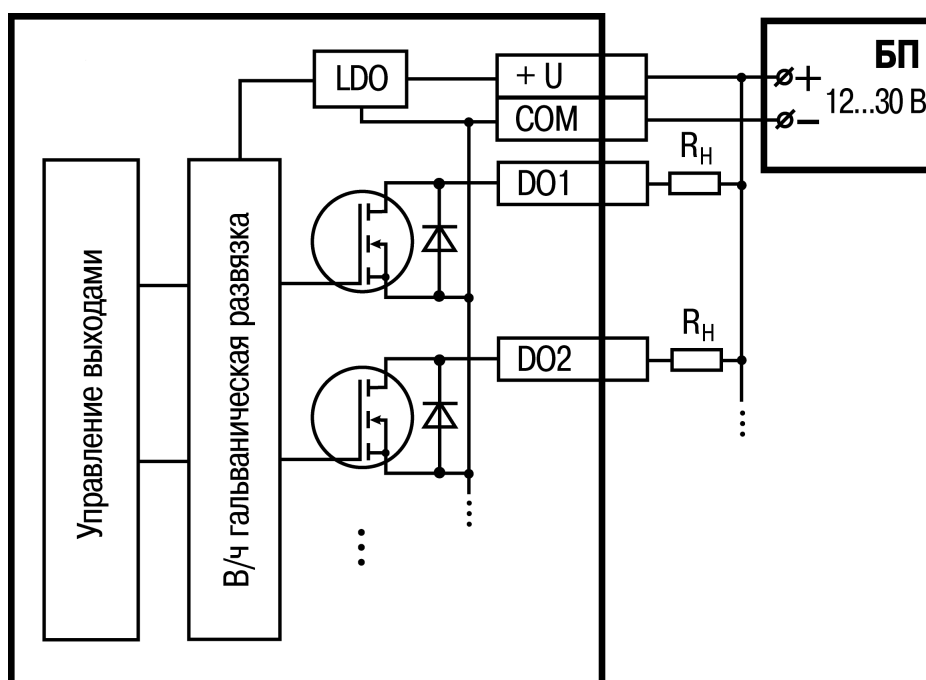 LDO
+ U
COM
БП
+
12...30 В
–
DO1
Rн
DO2
Rн
Управление выходами
В/ч гальваническая развязка